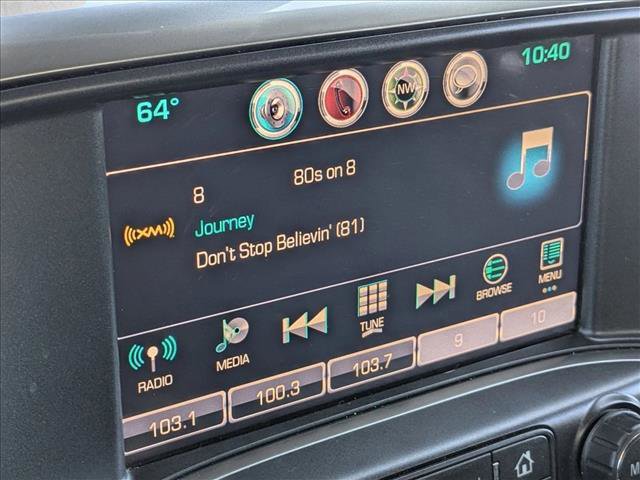 64° NW 10:40
8 80s on 8
(((XM)))
Journey
Don't Stop Believin' (81)
RADIO MEDIA TUNE BROWSE MENU
103.1 100.3 103.7 9 10
M